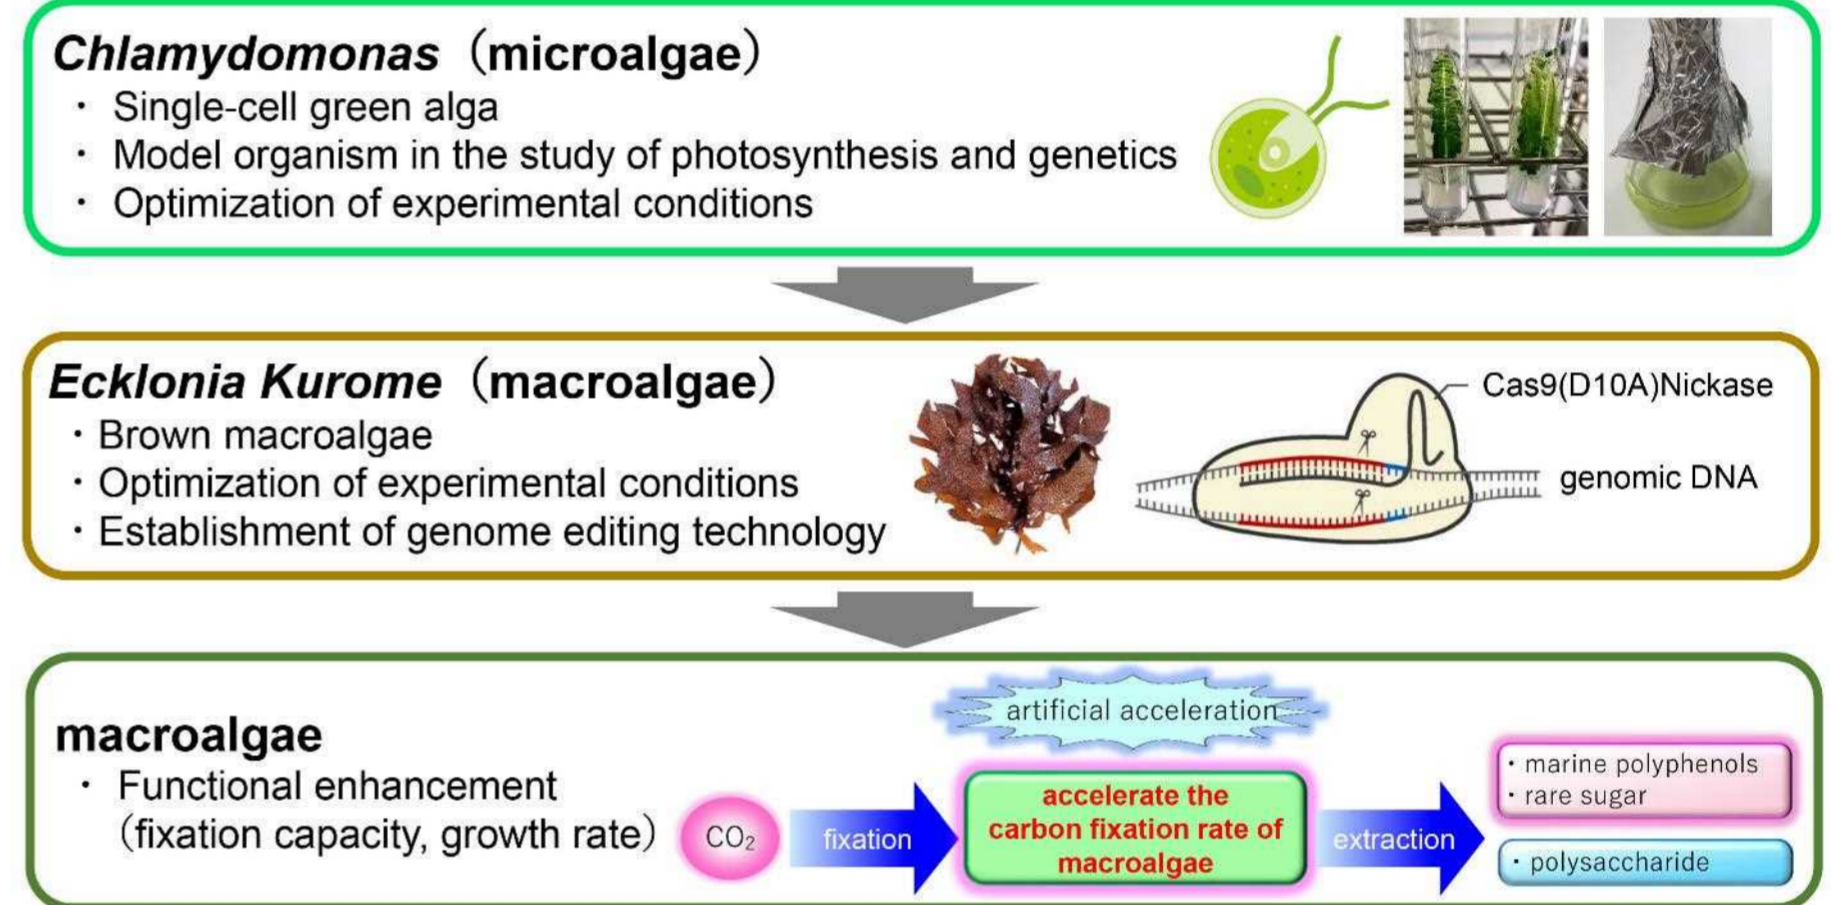 Chlamydomonas（microalgae）
・ Single-cell green alga
・ Model organism in the study of photosynthesis and genetics
・ Optimization of experimental conditions
Ecklonia Kurome（macroalgae）
・Brown macroalgae
・Optimization of experimental conditions
・Establishment of genome editing technology
Cas9(D10A)Nickase
genomic DNA
macroalgae
・ Functional enhancement
（fixation capacity, growth rate）
CO₂
fixation
artificial acceleration
accelerate the
carbon fixation rate of
macroalgae
extraction
・marine polyphenols
・rare sugar
・polysaccharide